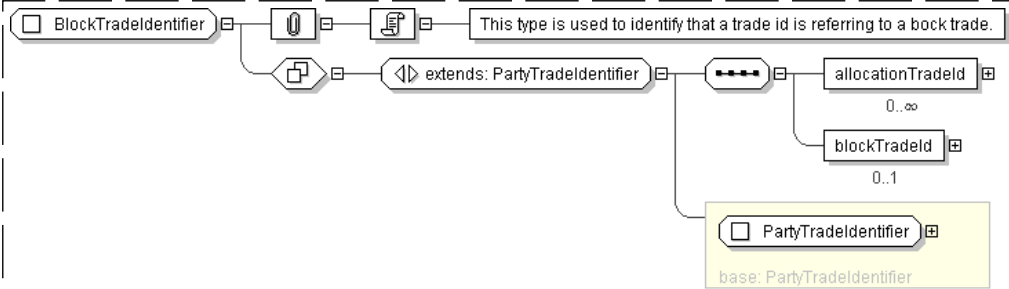 BlockTradeIdentifier
This type is used to identify that a trade id is referring to a bock trade.
extends: PartyTradeIdentifier
allocationTradeId
0..∞
blockTradeId
0..1
PartyTradeIdentifier
base: PartyTradeIdentifier